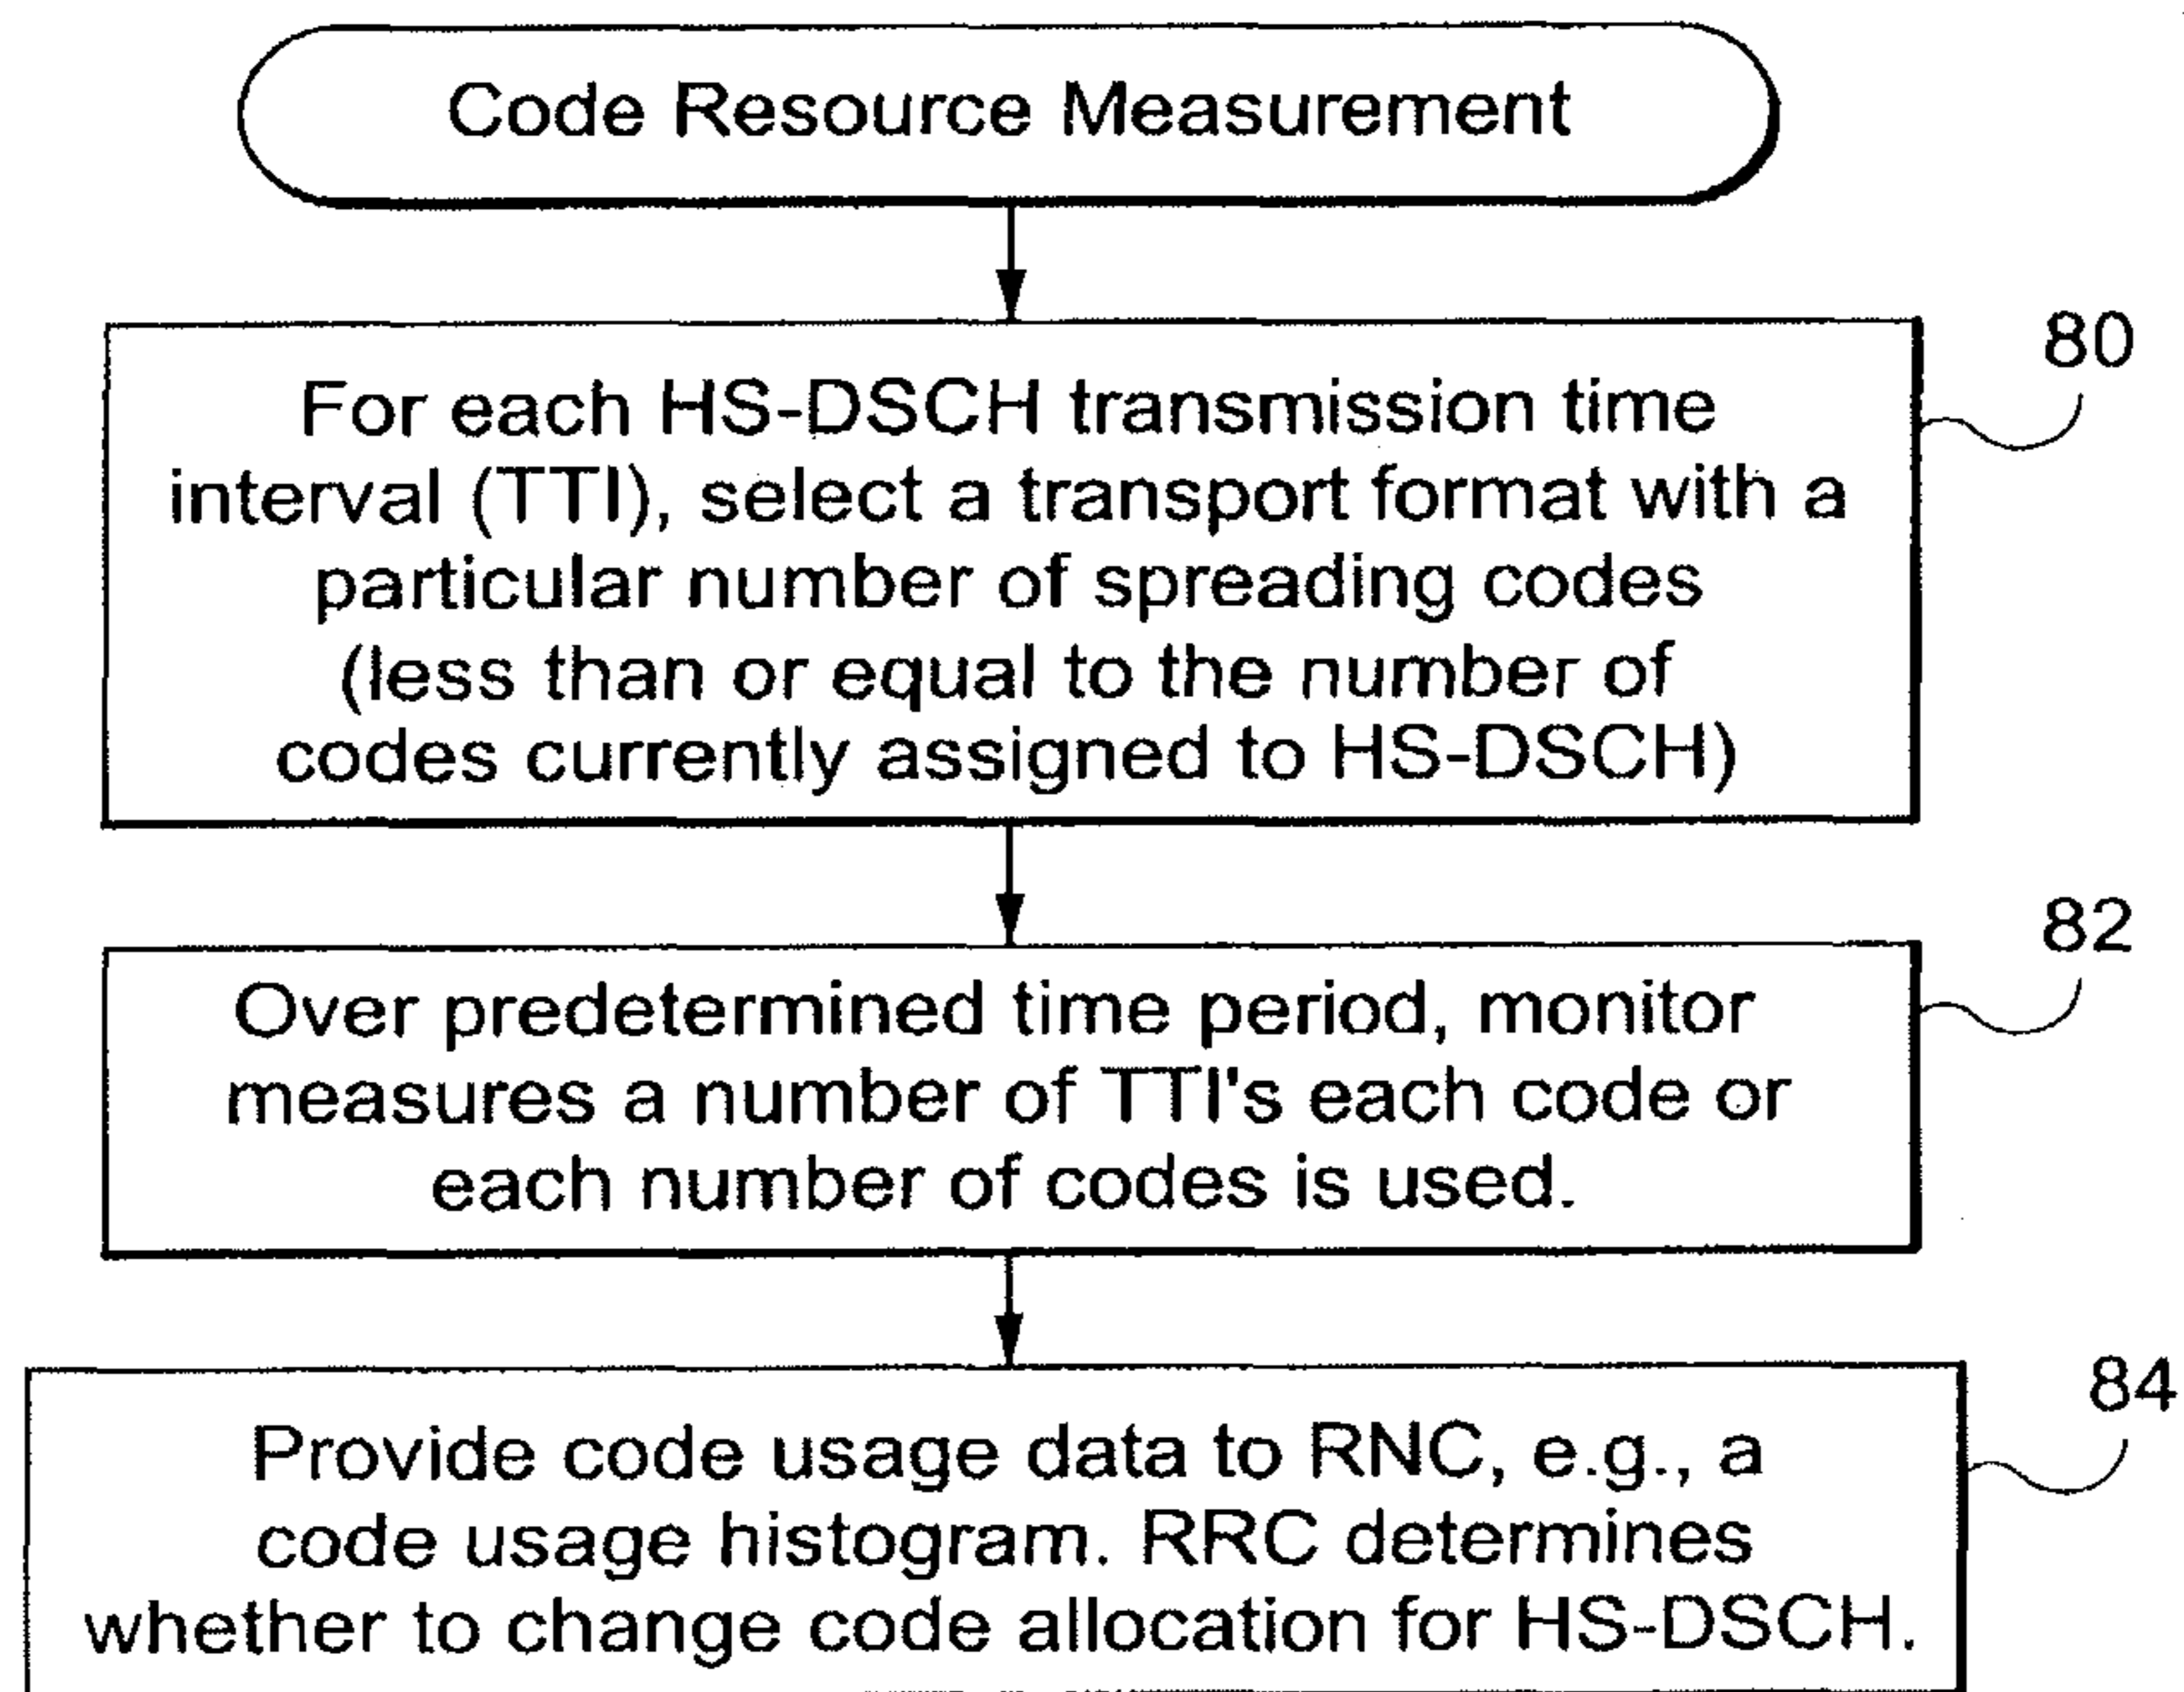 Code Resource Measurement
80
For each HS-DSCH transmission time
interval (TTI), select a transport format with a
particular number of spreading codes
(less than or equal to the number of
codes currently assigned to HS-DSCH)
82
Over predetermined time period, monitor
measures a number of TTI's each code or
each number of codes is used.
84
Provide code usage data to RNC, e.g., a
code usage histogram. RRC determines
whether to change code allocation for HS-DSCH.